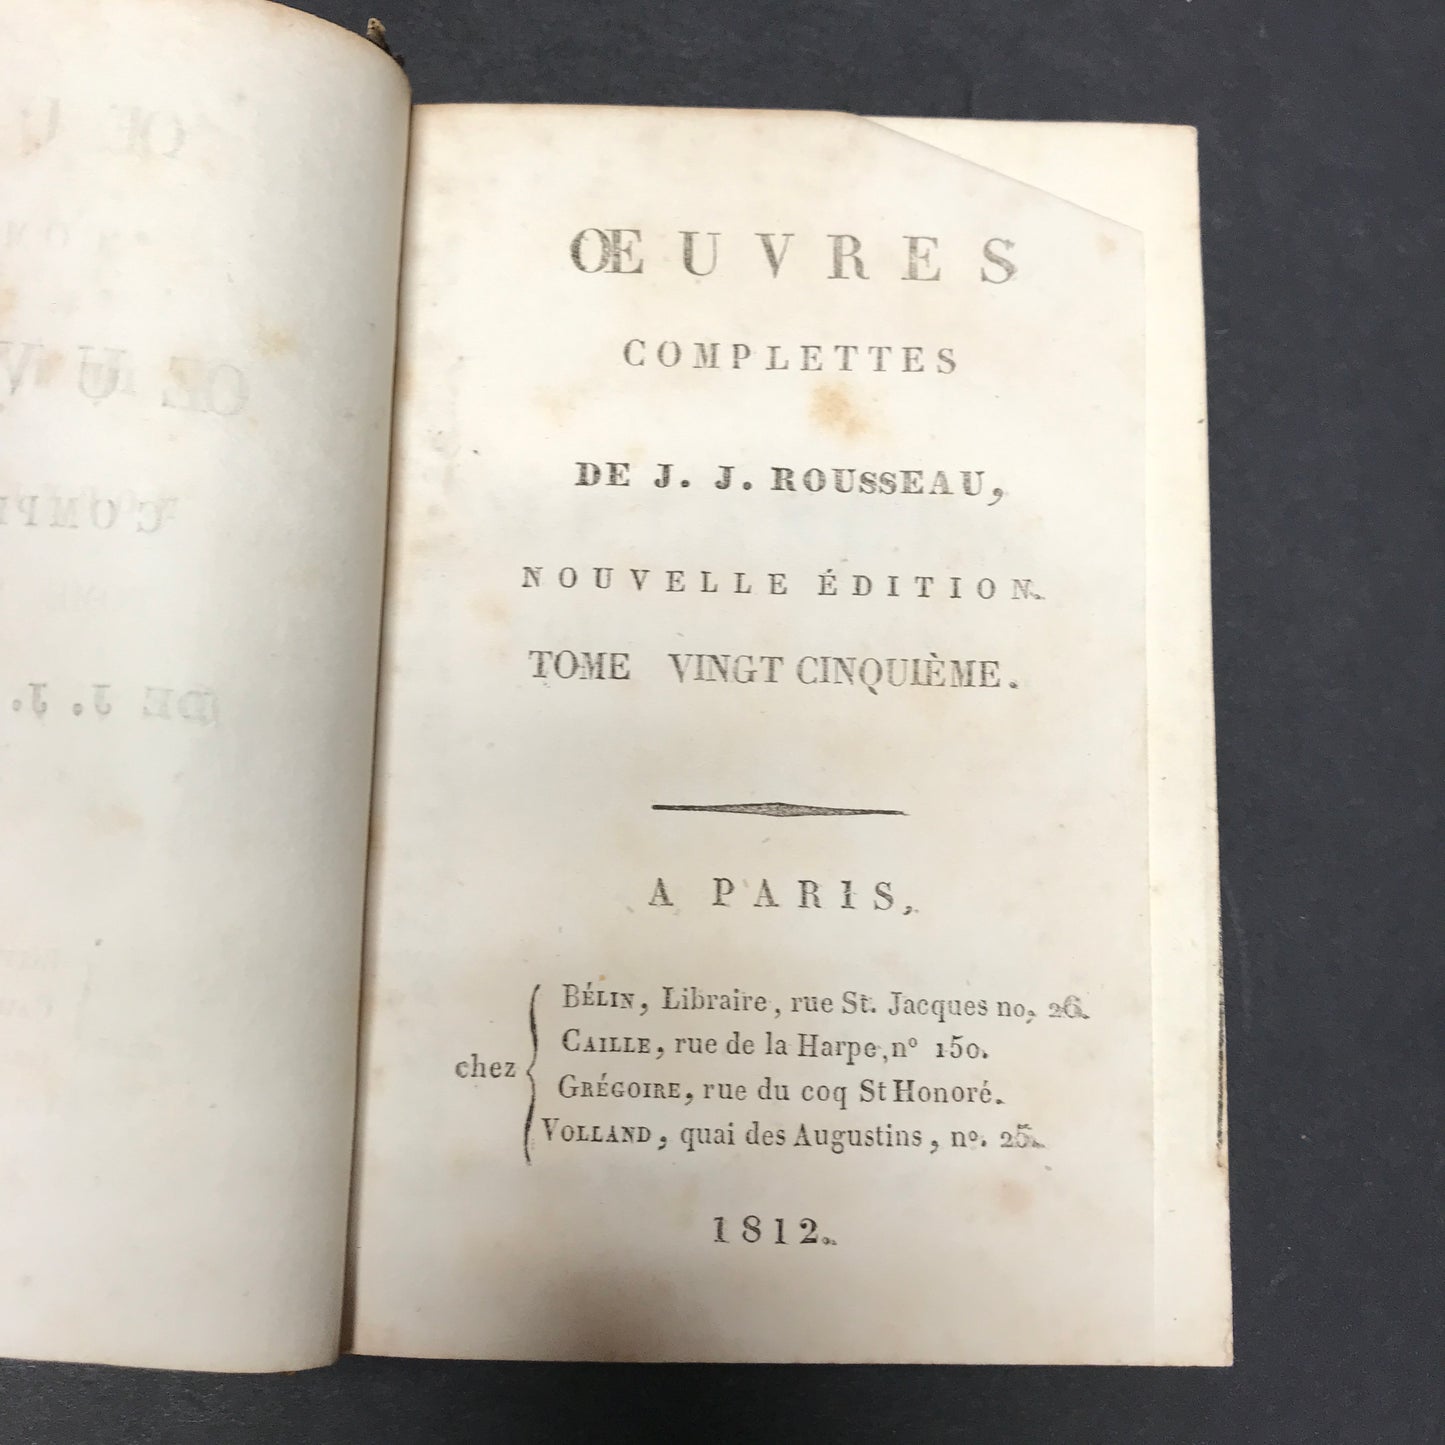 ŒUVRES
COMPLETTES
DE J. J. ROUSSEAU,
NOUVELLE ÉDITION.
TOME VINGT CINQUIÈME.
A PARIS,
chez
BÉLIN, Libraire, rue St. Jacques no, 26.
CAILLE, rue de la Harpe, nº 150.
GRÉGOIRE, rue du coq St Honoré.
VOLLAND, quai des Augustins, nº. 25.
1812.